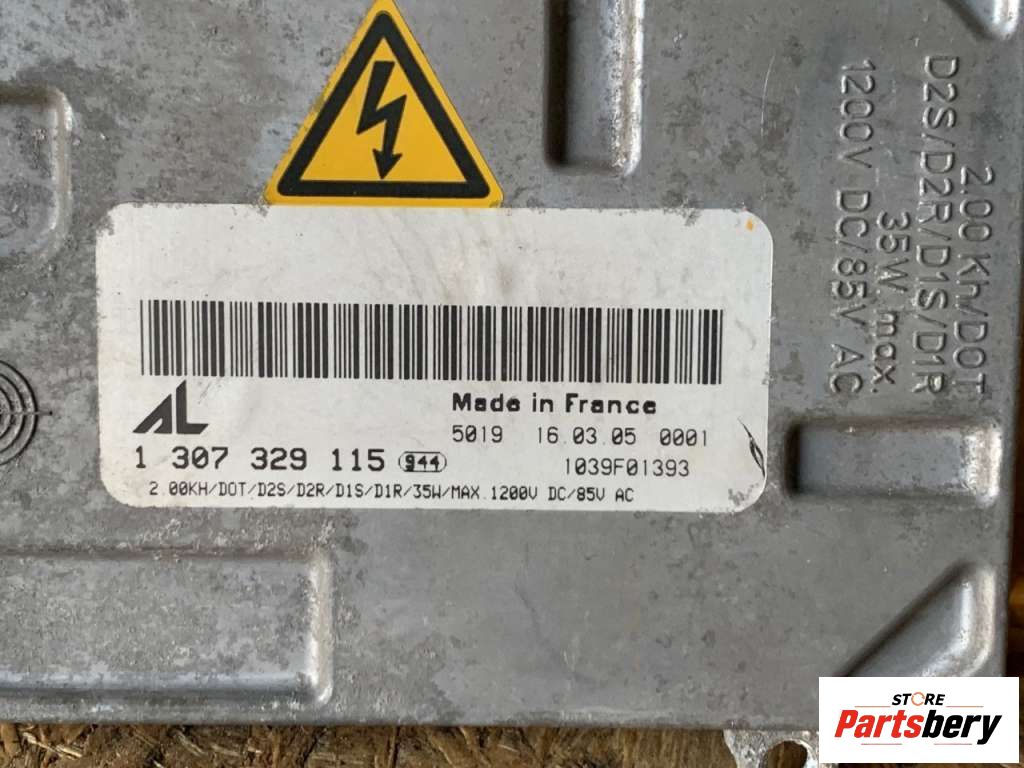 AL
Made in France
5019 16.03.05 0001
1 307 329 115 944
1039F01393
2.00KH/DOT/D2S/D2R/D1S/D1R/35W/MAX.1200V DC/85V AC
2.00 Kh/DOT
D2S/D2R/D1S/D1R
35W max.
1200V DC/85V AC
STORE
Partsbery